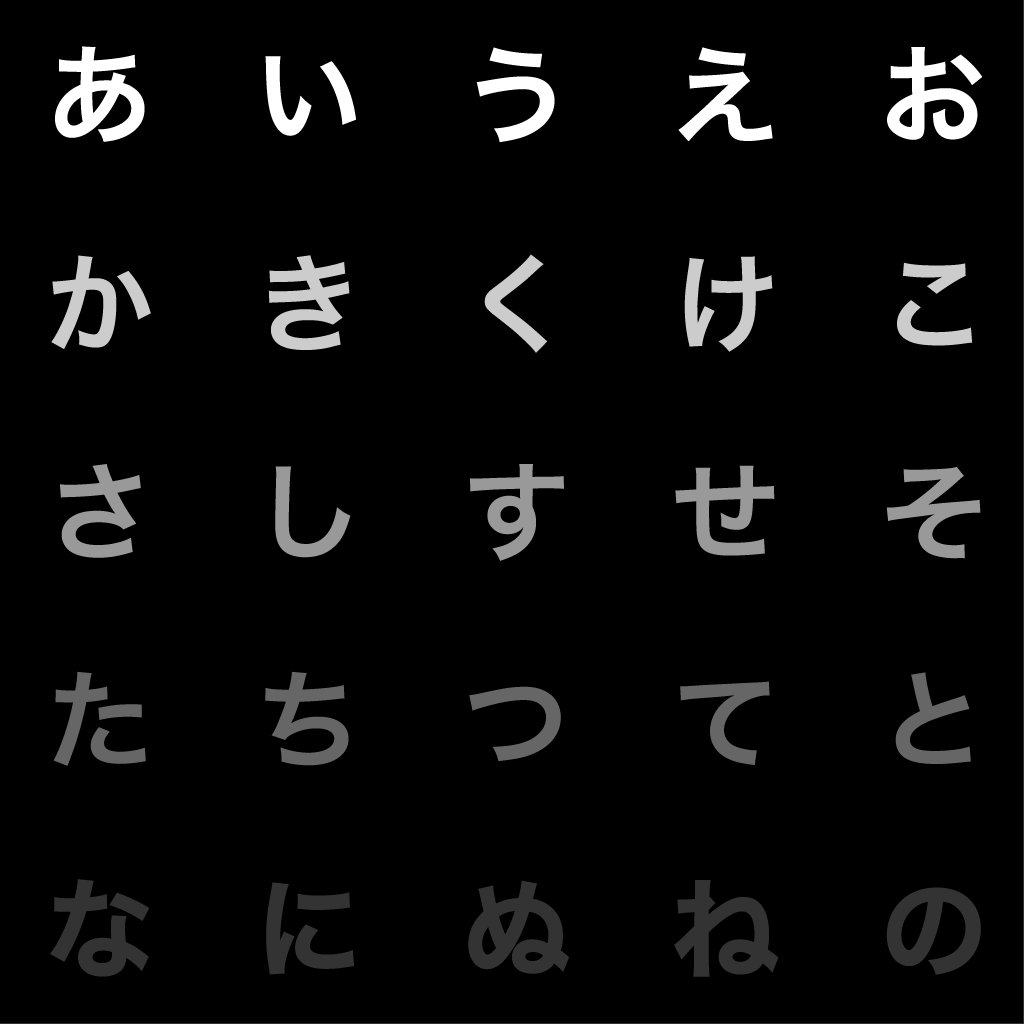 あ い う え お
か き く け こ
さ し す せ そ
た ち つ て と
な に ぬ ね の